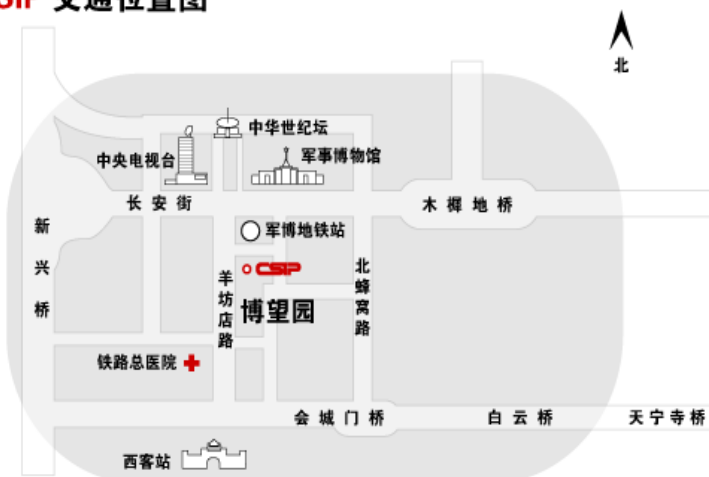 CSIP 交通位置图
北
中华世纪坛
中央电视台
军事博物馆
长安街
木樨地桥
新兴桥
军博地铁站
CSIP
羊坊店路
北蜂窝路
博望园
铁路总医院
会城门桥
白云桥
天宁寺桥
西客站